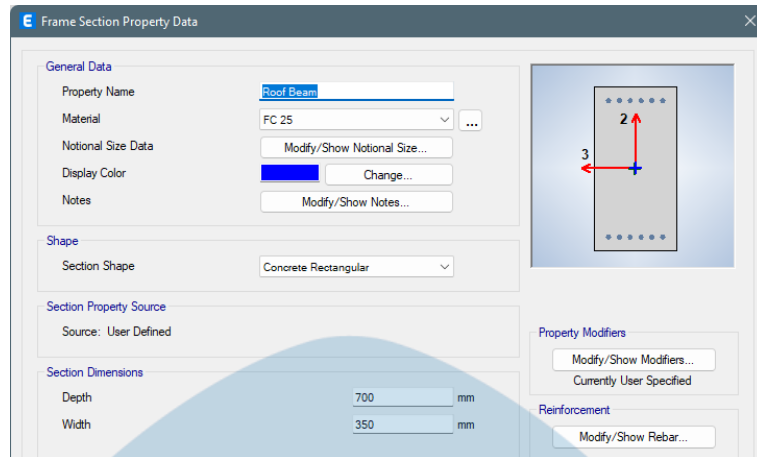 E Frame Section Property Data
General Data
Property Name Roof Beam
Material FC 25 ...
Notional Size Data Modify/Show Notional Size...
Display Color Change...
Notes Modify/Show Notes...
2
3
Shape
Section Shape Concrete Rectangular
Section Property Source
Source: User Defined
Property Modifiers
Modify/Show Modifiers...
Currently User Specified
Section Dimensions
Depth 700 mm
Width 350 mm
Reinforcement
Modify/Show Rebar...